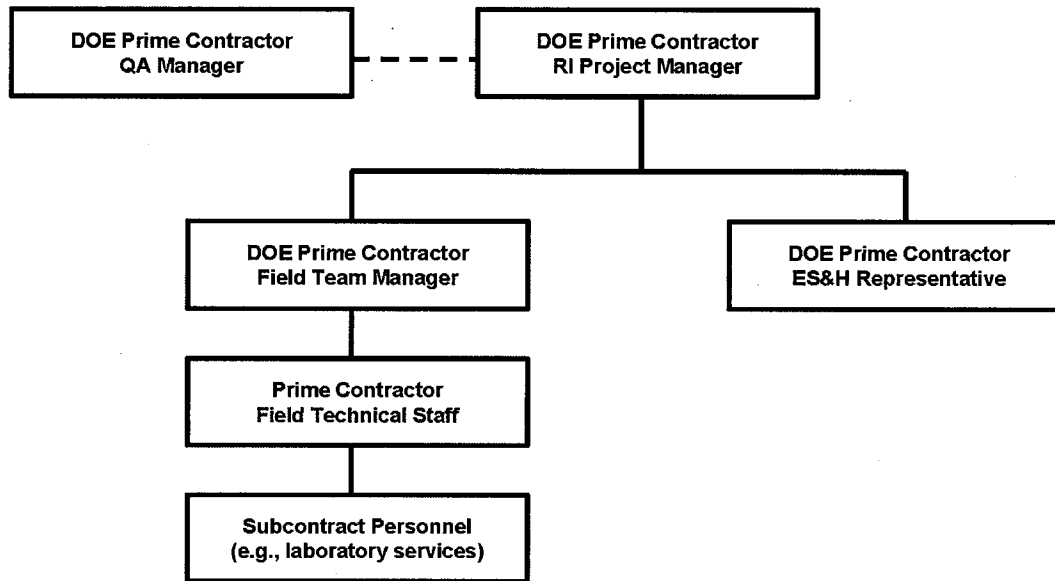 DOE Prime Contractor
QA Manager
DOE Prime Contractor
RI Project Manager
DOE Prime Contractor
Field Team Manager
DOE Prime Contractor
ES&H Representative
Prime Contractor
Field Technical Staff
Subcontract Personnel
(e.g., laboratory services)